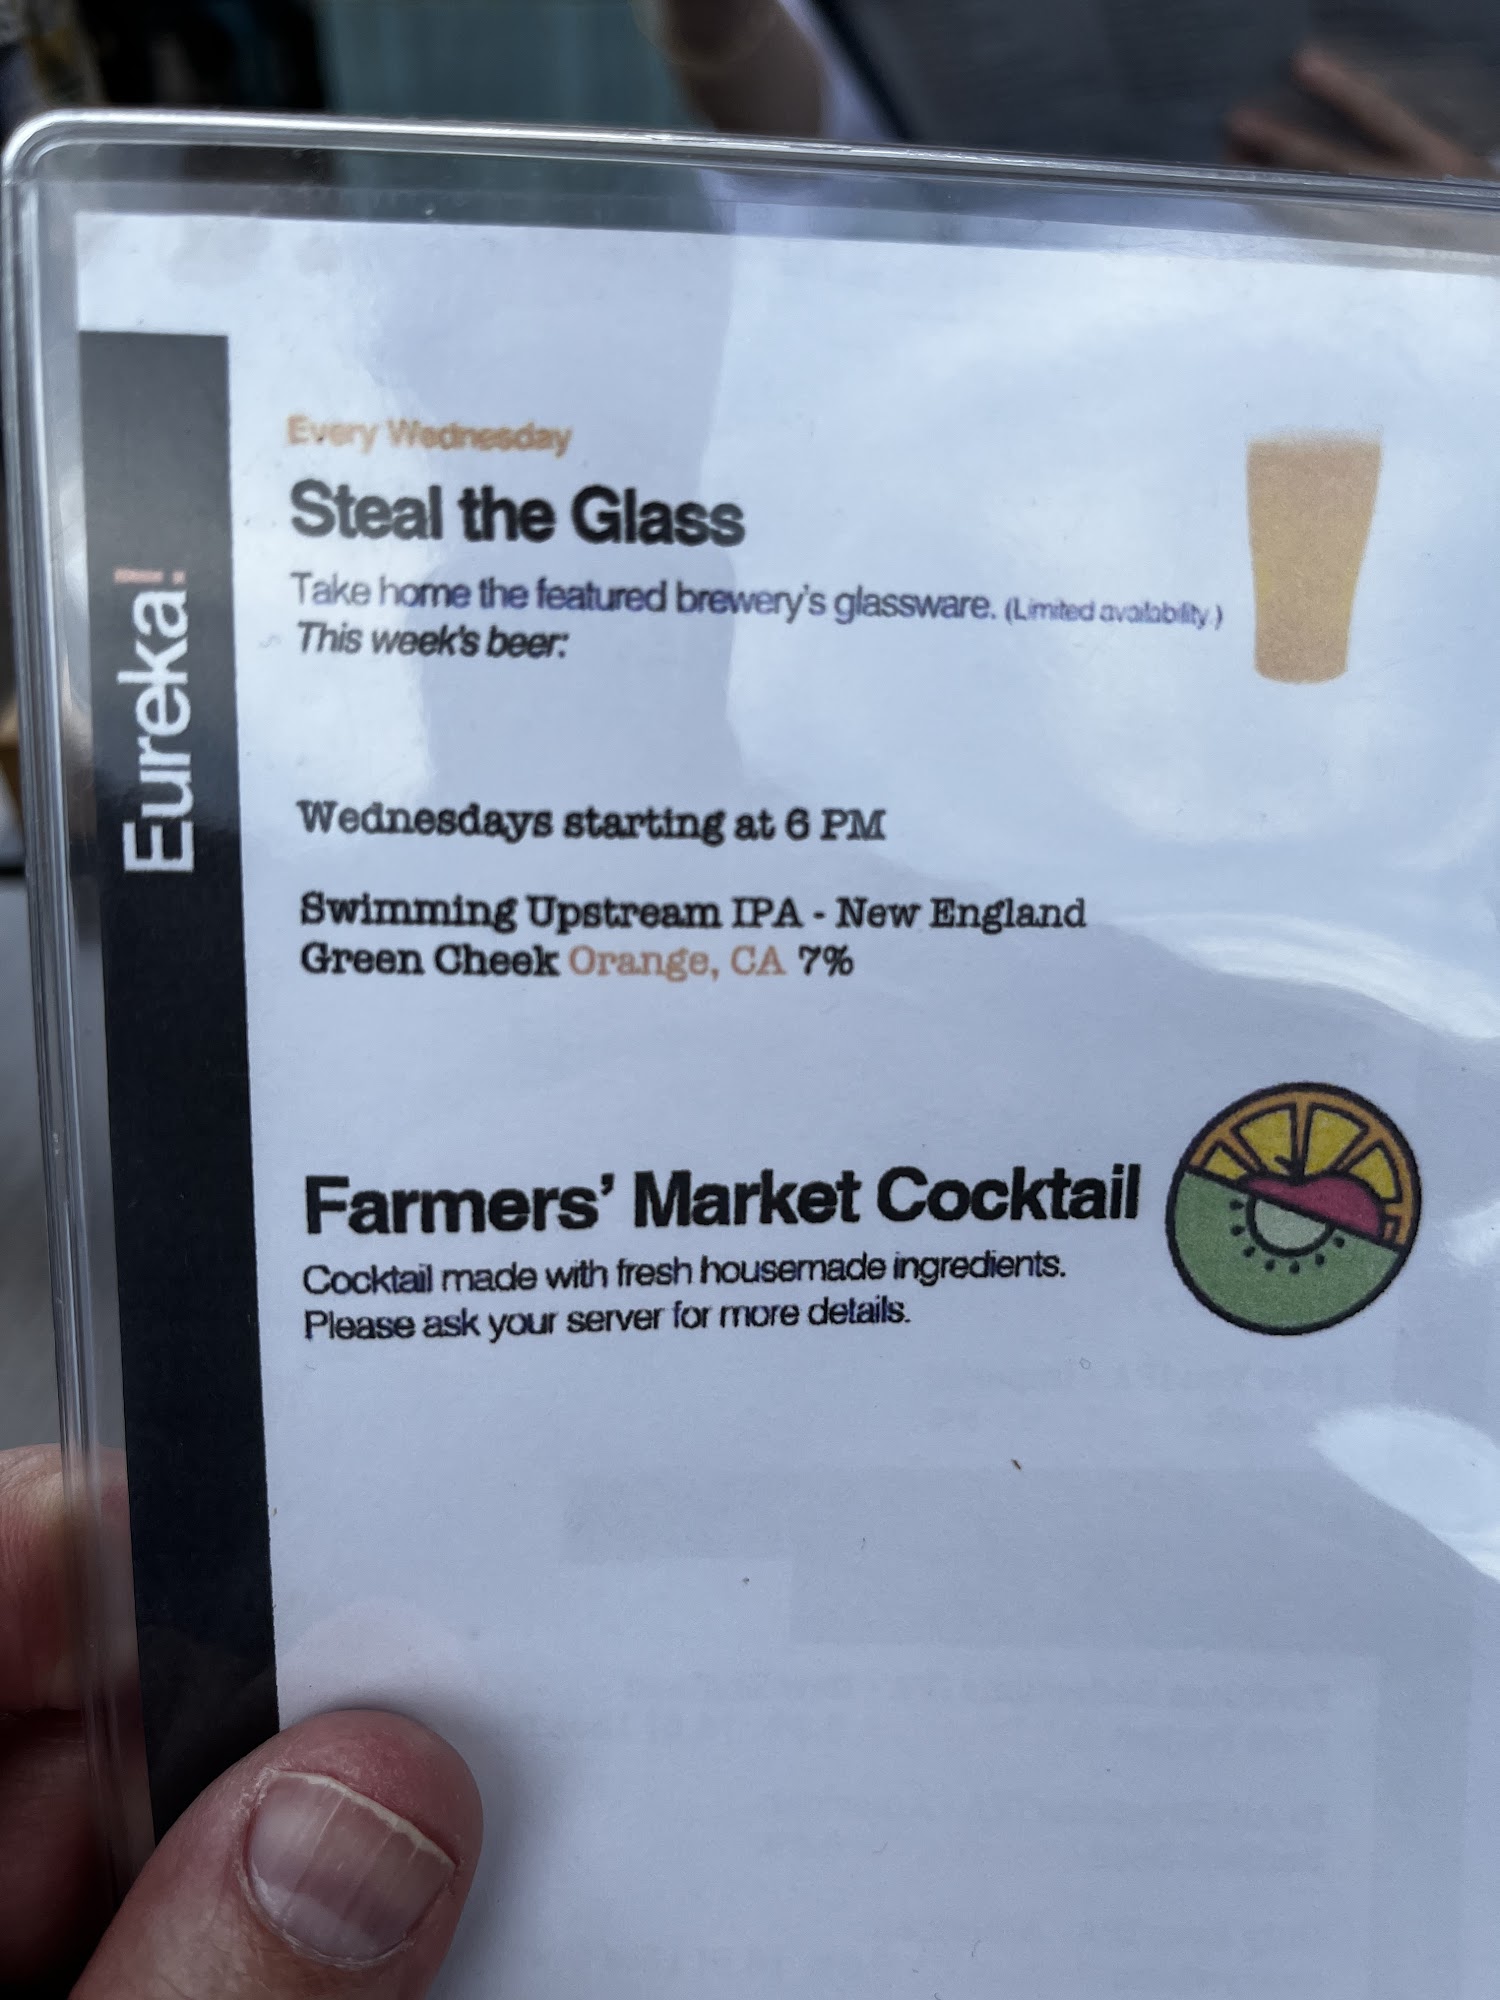 Eureka!
Every Wednesday
Steal the Glass
Take home the featured brewery's glassware. (Limited availability.)
This week's beer:
Wednesdays starting at 6 PM
Swimming Upstream IPA - New England
Green Cheek Orange, CA 7%
Farmers' Market Cocktail
Cocktail made with fresh housemade ingredients.
Please ask your server for more details.